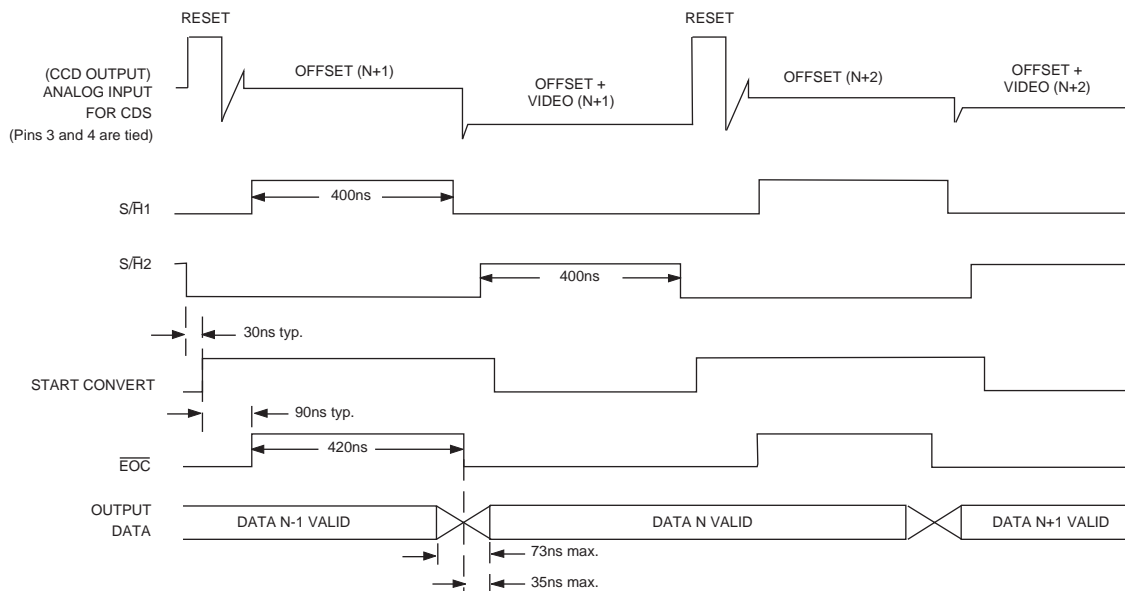 RESET
RESET
(CCD OUTPUT)
ANALOG INPUT
FOR CDS
(Pins 3 and 4 are tied)
OFFSET (N+1)
OFFSET +
VIDEO (N+1)
OFFSET (N+2)
OFFSET +
VIDEO (N+2)
S/H̅1
400ns
S/H̅2
400ns
30ns typ.
START CONVERT
90ns typ.
E̅O̅C̅
420ns
OUTPUT
DATA
DATA N-1 VALID
DATA N VALID
DATA N+1 VALID
73ns max.
35ns max.